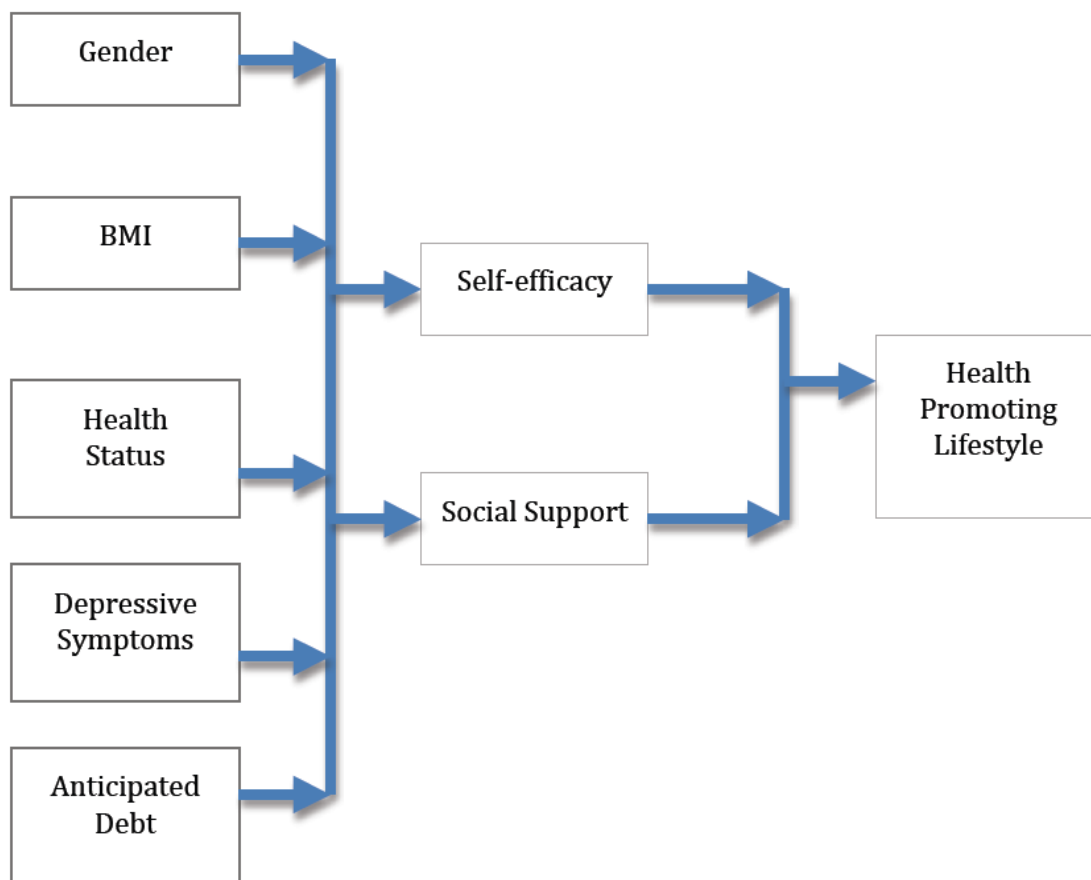 Gender
BMI
Health
Status
Depressive
Symptoms
Anticipated
Debt
Self-efficacy
Social Support
Health
Promoting
Lifestyle